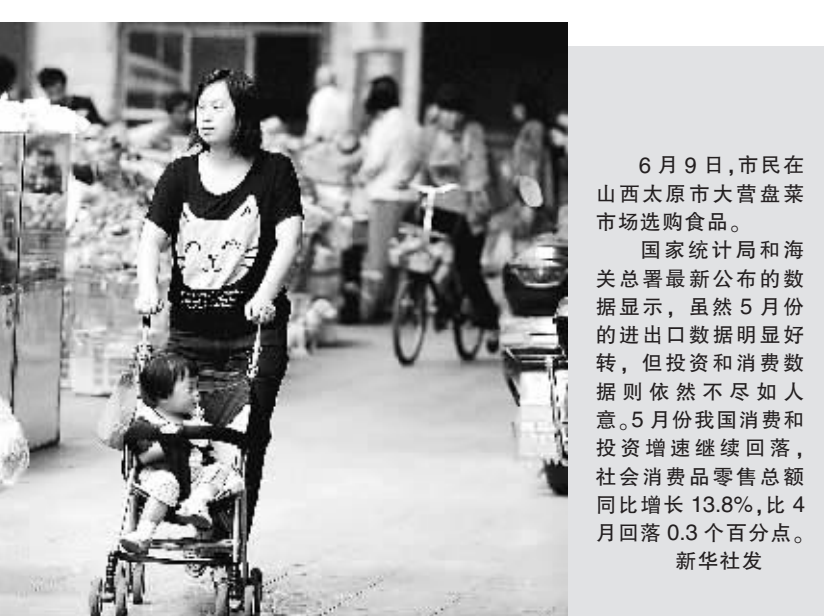 6 月 9 日,市民在
山西太原市大营盘菜
市场选购食品。
国家统计局和海
关总署最新公布的数
据显示，虽然 5 月份
的进出口数据明显好
转，但投资和消费数
据则依然不尽如人
意。5 月份我国消费和
投资增速继续回落，
社会消费品零售总额
同比增长 13.8%,比 4
月回落 0.3 个百分点。
新华社发